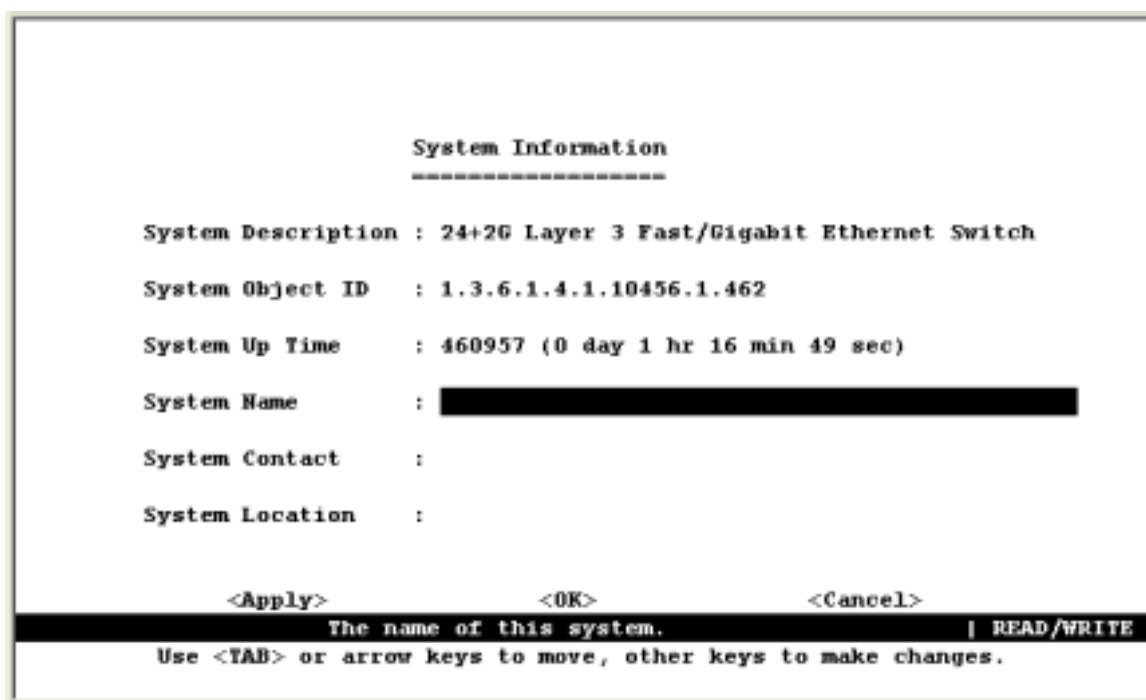 System Information
==================
System Description : 24+2G Layer 3 Fast/Gigabit Ethernet Switch
System Object ID : 1.3.6.1.4.1.10456.1.462
System Up Time : 460957 (0 day 1 hr 16 min 49 sec)
System Name :
System Contact :
System Location :
<Apply> <OK> <Cancel>
The name of this system. | READ/WRITE
Use <TAB> or arrow keys to move, other keys to make changes.